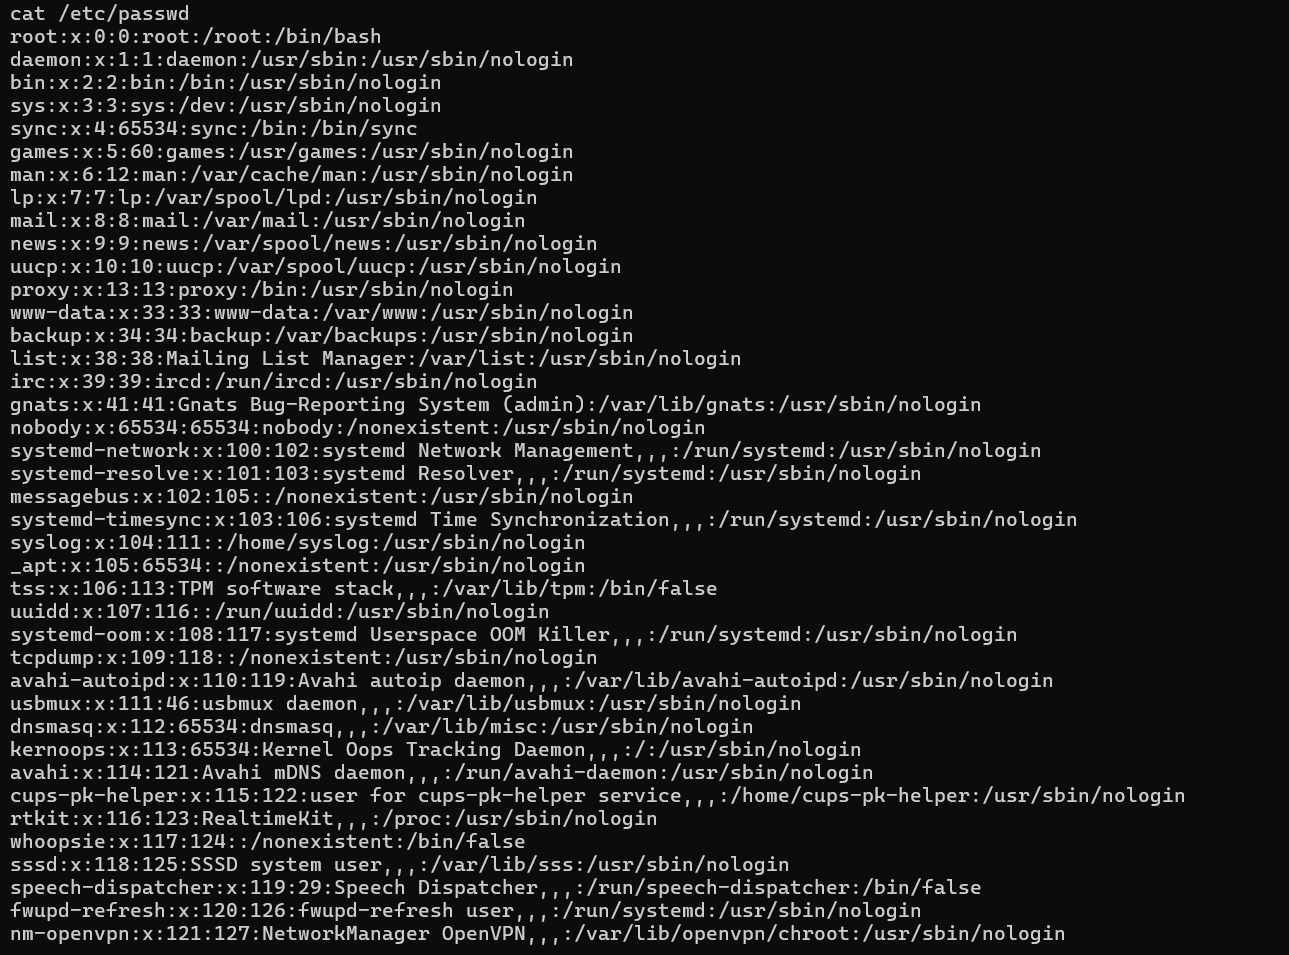 cat /etc/passwd
root:x:0:0:root:/root:/bin/bash
daemon:x:1:1:daemon:/usr/sbin:/usr/sbin/nologin
bin:x:2:2:bin:/bin:/usr/sbin/nologin
sys:x:3:3:sys:/dev:/usr/sbin/nologin
sync:x:4:65534:sync:/bin:/bin/sync
games:x:5:60:games:/usr/games:/usr/sbin/nologin
man:x:6:12:man:/var/cache/man:/usr/sbin/nologin
lp:x:7:7:lp:/var/spool/lpd:/usr/sbin/nologin
mail:x:8:8:mail:/var/mail:/usr/sbin/nologin
news:x:9:9:news:/var/spool/news:/usr/sbin/nologin
uucp:x:10:10:uucp:/var/spool/uucp:/usr/sbin/nologin
proxy:x:13:13:proxy:/bin:/usr/sbin/nologin
www-data:x:33:33:www-data:/var/www:/usr/sbin/nologin
backup:x:34:34:backup:/var/backups:/usr/sbin/nologin
list:x:38:38:Mailing List Manager:/var/list:/usr/sbin/nologin
irc:x:39:39:ircd:/run/ircd:/usr/sbin/nologin
gnats:x:41:41:Gnats Bug-Reporting System (admin):/var/lib/gnats:/usr/sbin/nologin
nobody:x:65534:65534:nobody:/nonexistent:/usr/sbin/nologin
systemd-network:x:100:102:systemd Network Management,,,:/run/systemd:/usr/sbin/nologin
systemd-resolve:x:101:103:systemd Resolver,,,:/run/systemd:/usr/sbin/nologin
messagebus:x:102:105::/nonexistent:/usr/sbin/nologin
systemd-timesync:x:103:106:systemd Time Synchronization,,,:/run/systemd:/usr/sbin/nologin
syslog:x:104:111::/home/syslog:/usr/sbin/nologin
_apt:x:105:65534::/nonexistent:/usr/sbin/nologin
tss:x:106:113:TPM software stack,,,:/var/lib/tpm:/bin/false
uuidd:x:107:116::/run/uuidd:/usr/sbin/nologin
systemd-oom:x:108:117:systemd Userspace OOM Killer,,,:/run/systemd:/usr/sbin/nologin
tcpdump:x:109:118::/nonexistent:/usr/sbin/nologin
avahi-autoipd:x:110:119:Avahi autoip daemon,,,:/var/lib/avahi-autoipd:/usr/sbin/nologin
usbmux:x:111:46:usbmux daemon,,,:/var/lib/usbmux:/usr/sbin/nologin
dnsmasq:x:112:65534:dnsmasq,,,:/var/lib/misc:/usr/sbin/nologin
kernoops:x:113:65534:Kernel Oops Tracking Daemon,,,:/:/usr/sbin/nologin
avahi:x:114:121:Avahi mDNS daemon,,,:/run/avahi-daemon:/usr/sbin/nologin
cups-pk-helper:x:115:122:user for cups-pk-helper service,,,:/home/cups-pk-helper:/usr/sbin/nologin
rtkit:x:116:123:RealtimeKit,,,:/proc:/usr/sbin/nologin
whoopsie:x:117:124::/nonexistent:/bin/false
sssd:x:118:125:SSSD system user,,,:/var/lib/sss:/usr/sbin/nologin
speech-dispatcher:x:119:29:Speech Dispatcher,,,:/run/speech-dispatcher:/bin/false
fwupd-refresh:x:120:126:fwupd-refresh user,,,:/run/systemd:/usr/sbin/nologin
nm-openvpn:x:121:127:NetworkManager OpenVPN,,,:/var/lib/openvpn/chroot:/usr/sbin/nologin